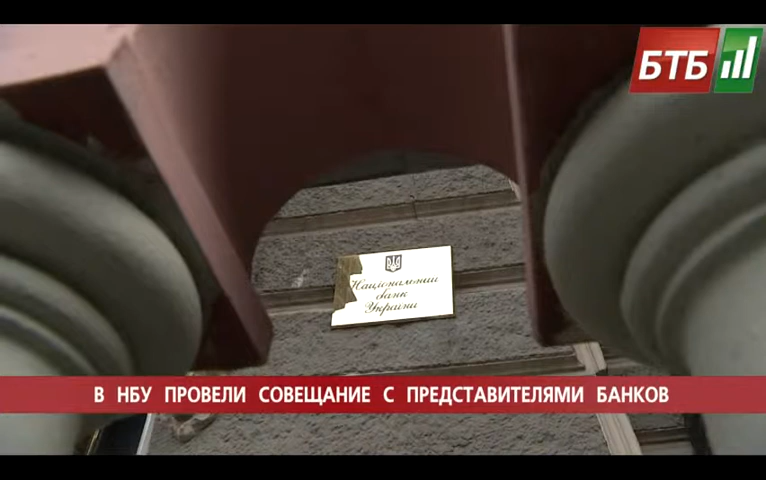 БТБ
Національний
банк
України
В НБУ ПРОВЕЛИ СОВЕЩАНИЕ С ПРЕДСТАВИТЕЛЯМИ БАНКОВ